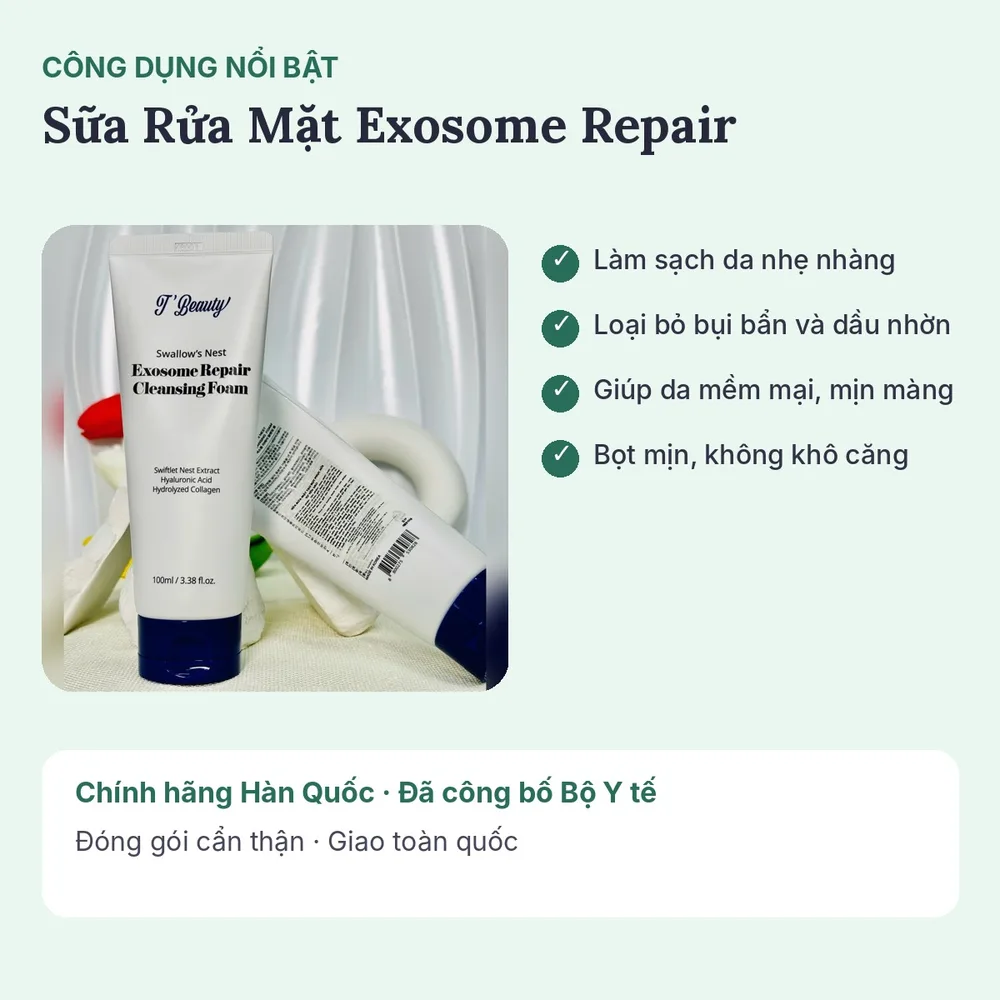 CÔNG DỤNG NỔI BẬT
Sữa Rửa Mặt Exosome Repair
T'Beauty
Swallow's Nest
Exosome Repair
Cleansing Foam
Swiftlet Nest Extract
Hyaluronic Acid
Hydrolyzed Collagen
100ml / 3.38 fl.oz.
✓ Làm sạch da nhẹ nhàng
✓ Loại bỏ bụi bẩn và dầu nhờn
✓ Giúp da mềm mại, mịn màng
✓ Bọt mịn, không khô căng
Chính hãng Hàn Quốc · Đã công bố Bộ Y tế
Đóng gói cẩn thận · Giao toàn quốc